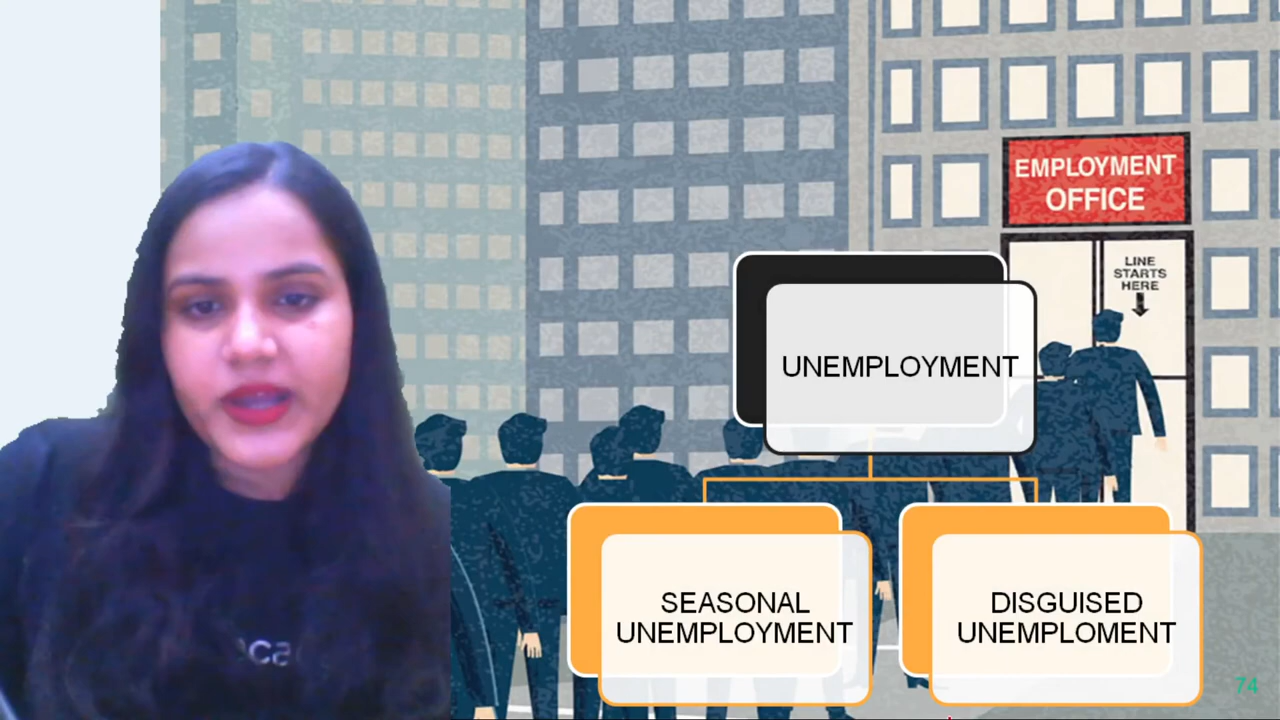 EMPLOYMENT
OFFICE
LINE
STARTS
HERE
UNEMPLOYMENT
SEASONAL
UNEMPLOYMENT
DISGUISED
UNEMPLOMENT
74